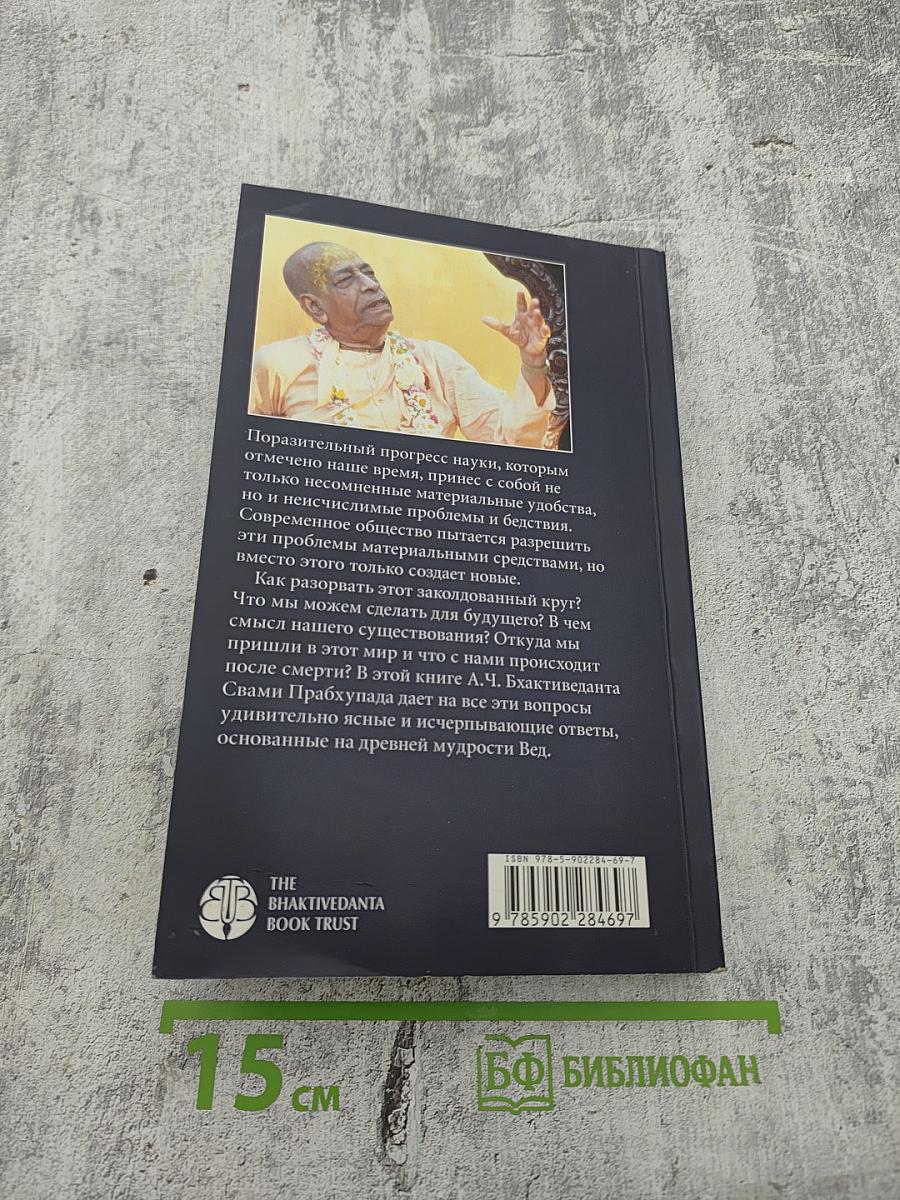 Поразительный прогресс науки, которым
отмечено наше время, принес с собой не
только несомненные материальные удобства,
но и неисчислимые проблемы и бедствия.
Современное общество пытается разрешить
эти проблемы материальными средствами, но
вместо этого только создает новые.
Как разорвать этот заколдованный круг?
Что мы можем сделать для будущего? В чем
смысл нашего существования? Откуда мы
пришли в этот мир и что с нами происходит
после смерти? В этой книге А.Ч. Бхактиведанта
Свами Прабхупада дает на все эти вопросы
удивительно ясные и исчерпывающие ответы,
основанные на древней мудрости Вед.
THE
BHAKTIVEDANTA
BOOK TRUST
ISBN 978-5-902284-69-7
9 785902 284697
15 см
БФ БИБЛИОФАН